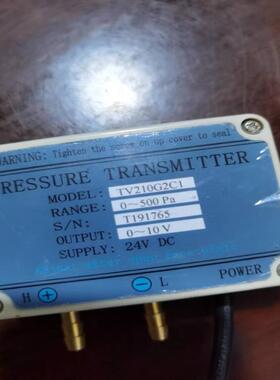 WARNING: Tighten the screw on up cover to seal
PRESSURE TRANSMITTER
MODEL: TV210G2C1
RANGE: 0～500 Pa
S/N: T191765
OUTPUT: 0～10 V
SUPPLY: 24V DC
H + - L POWER